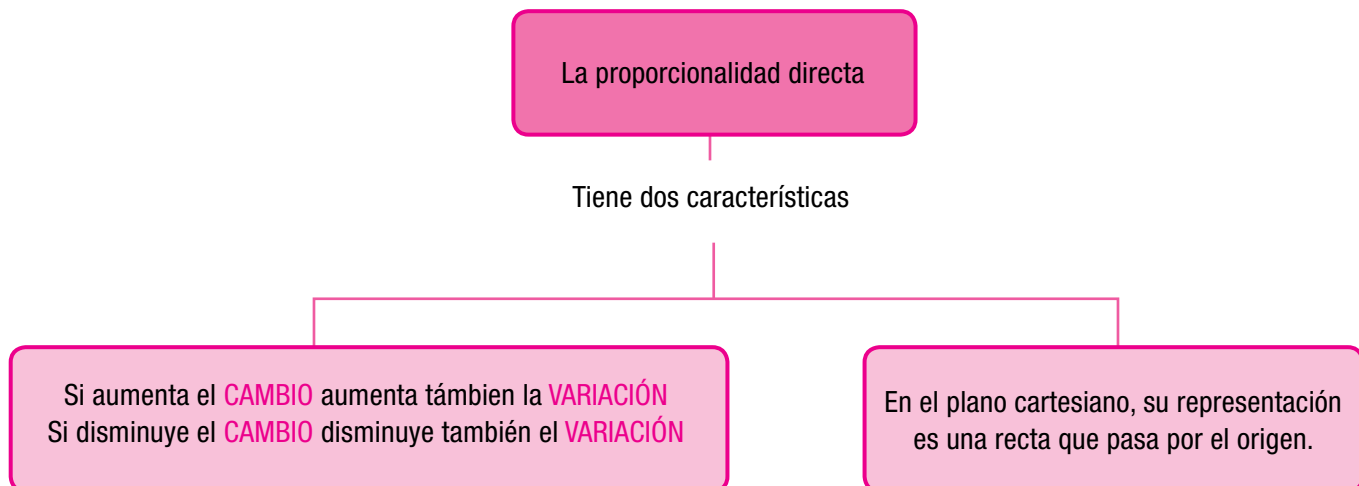 La proporcionalidad directa
Tiene dos característícas
Si aumenta el CAMBIO aumenta támbien la VARIACIÓN
Si disminuye el CAMBIO disminuye también el VARIACIÓN
En el plano cartesiano, su representación
es una recta que pasa por el origen.